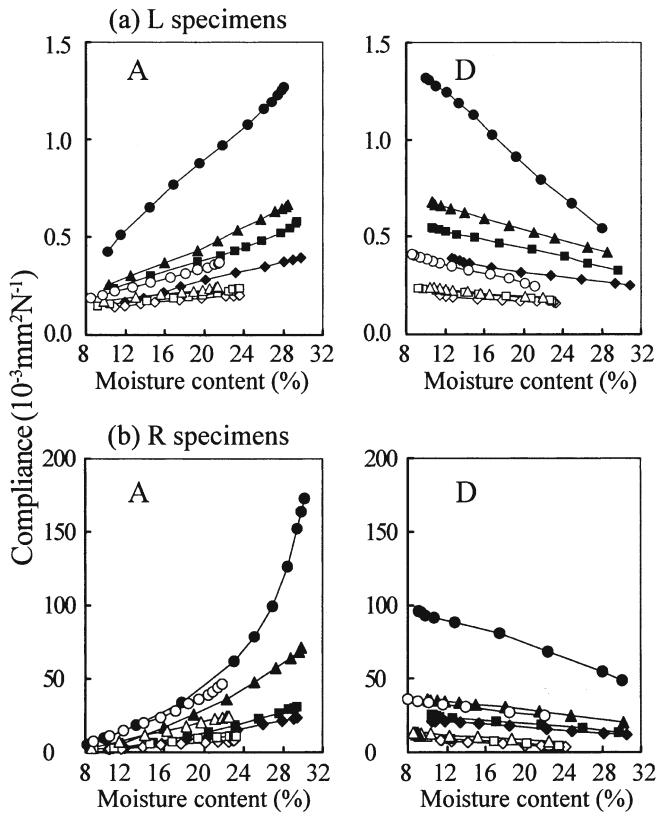 (a) L specimens
1.5
1.0
0.5
0.0
A
8 12 16 20 24 28 32
Moisture content (%)
1.5
1.0
0.5
0.0
D
8 12 16 20 24 28 32
Moisture content (%)
Compliance (10⁻³mm²N⁻¹)
(b) R specimens
200
150
100
50
0
A
8 12 16 20 24 28 32
Moisture content (%)
200
150
100
50
0
D
8 12 16 20 24 28 32
Moisture content (%)